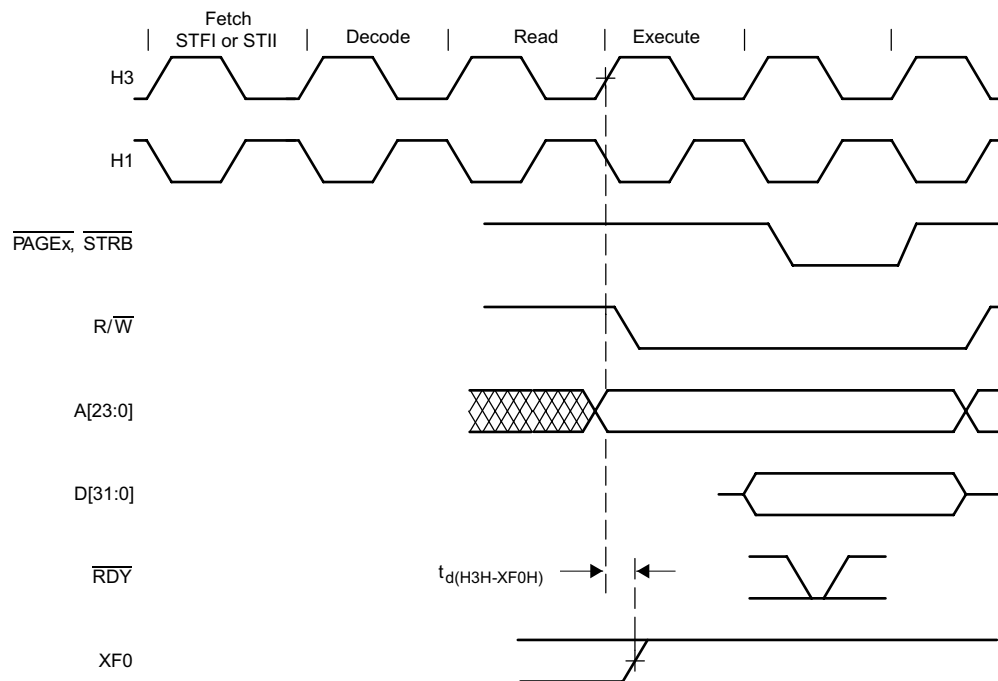 Fetch
STFI or STII
Decode
Read
Execute
H3
H1
PAGEx, STRB
R/W
A[23:0]
D[31:0]
RDY
td(H3H-XF0H)
XF0